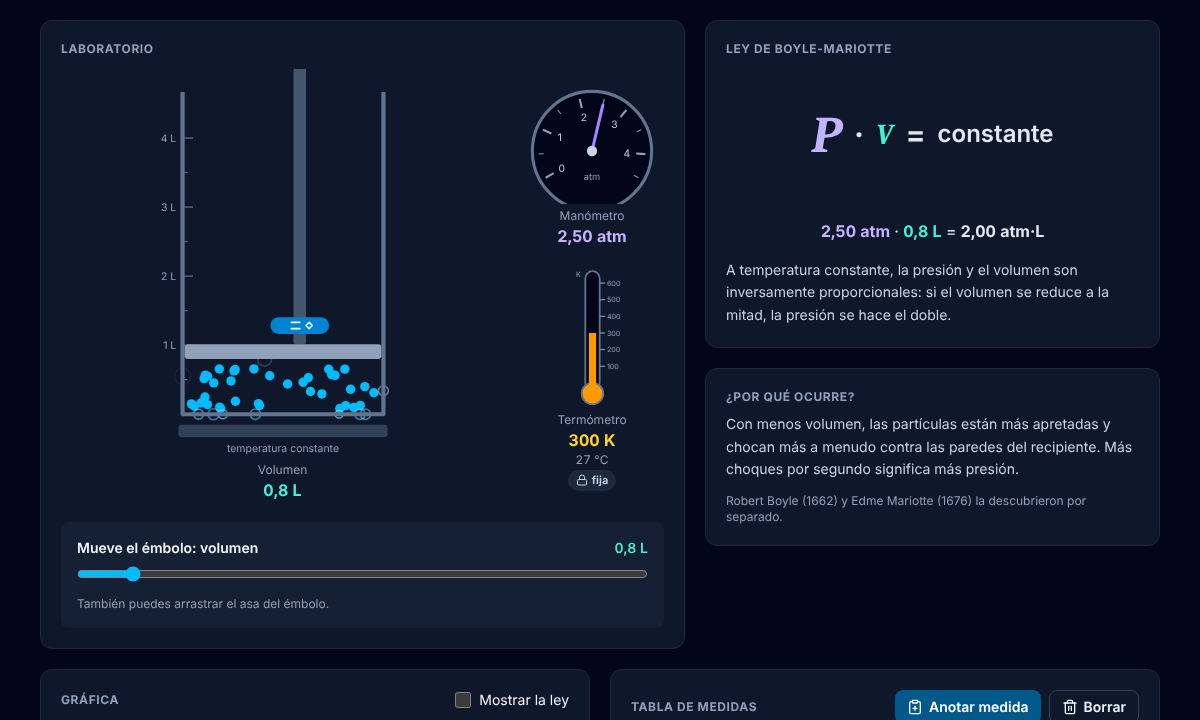 LABORATORIO
4 L
3 L
2 L
1 L
temperatura constante
Volumen
0,8 L
0
1
2
3
4
atm
Manómetro
2,50 atm
K
600
500
400
300
200
100
Termómetro
300 K
27 °C
fija
Mueve el émbolo: volumen
0,8 L
También puedes arrastrar el asa del émbolo.
LEY DE BOYLE-MARIOTTE
P · V = constante
2,50 atm · 0,8 L = 2,00 atm·L
A temperatura constante, la presión y el volumen son
inversamente proporcionales: si el volumen se reduce a la
mitad, la presión se hace el doble.
¿POR QUÉ OCURRE?
Con menos volumen, las partículas están más apretadas y
chocan más a menudo contra las paredes del recipiente. Más
choques por segundo significa más presión.
Robert Boyle (1662) y Edme Mariotte (1676) la descubrieron por
separado.
GRÁFICA
Mostrar la ley
TABLA DE MEDIDAS
Anotar medida
Borrar